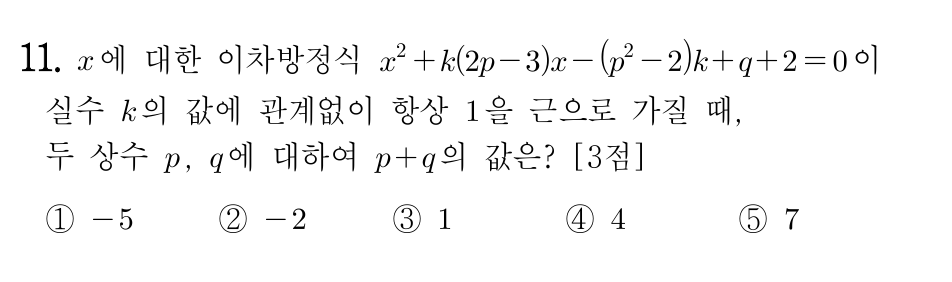 11. x에 대한 이차방정식 x²+k(2p-3)x-(p²-2)k+q+2=0이
실수 k의 값에 관계없이 항상 1을 근으로 가질 때,
두 상수 p, q에 대하여 p+q의 값은? [3점]
① -5 ② -2 ③ 1 ④ 4 ⑤ 7